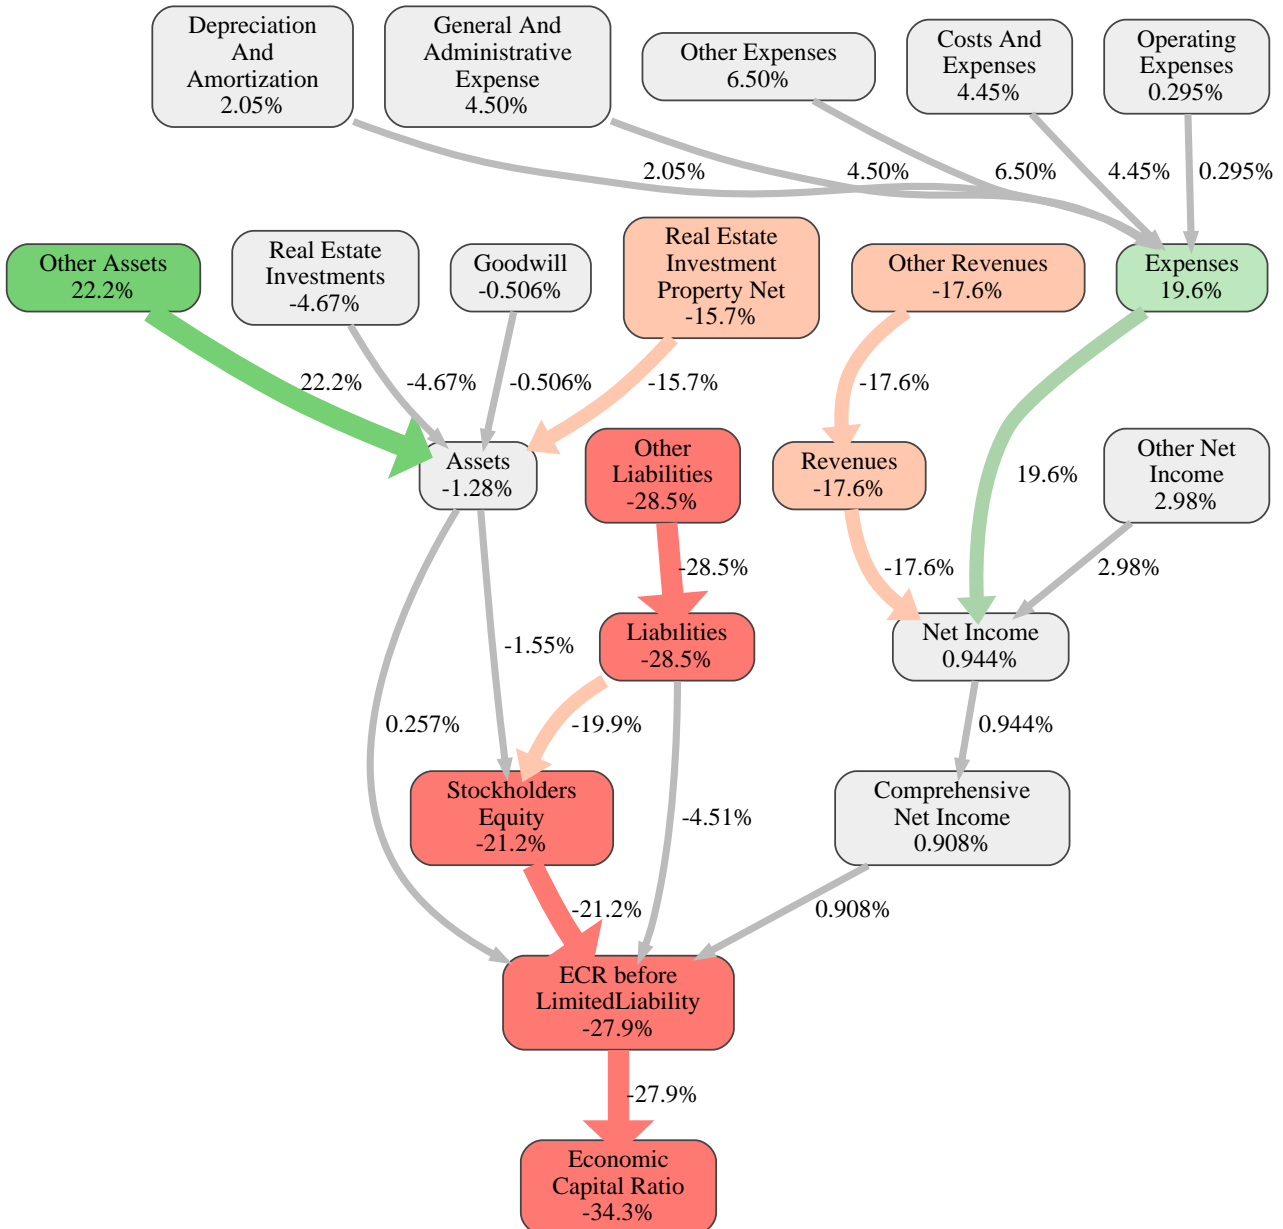 Depreciation
And
Amortization
2.05%
General And
Administrative
Expense
4.50%
Other Expenses
6.50%
Costs And
Expenses
4.45%
Operating
Expenses
0.295%
2.05%
4.50%
6.50%
4.45%
0.295%
Other Assets
22.2%
Real Estate
Investments
-4.67%
Goodwill
-0.506%
Real Estate
Investment
Property Net
-15.7%
Other Revenues
-17.6%
Expenses
19.6%
22.2%
-4.67%
-0.506%
-15.7%
-17.6%
19.6%
Assets
-1.28%
Other
Liabilities
-28.5%
Revenues
-17.6%
Other Net
Income
2.98%
-28.5%
-17.6%
2.98%
-1.55%
Liabilities
-28.5%
Net Income
0.944%
0.257%
-19.9%
0.944%
Stockholders
Equity
-21.2%
-4.51%
Comprehensive
Net Income
0.908%
-21.2%
0.908%
ECR before
LimitedLiability
-27.9%
-27.9%
Economic
Capital Ratio
-34.3%